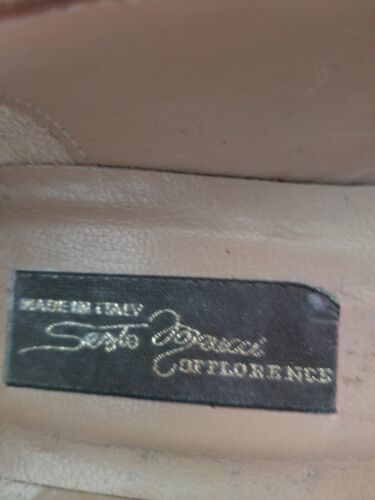 MADE IN ITALY
Sesto Meucci
OF FLORENCE